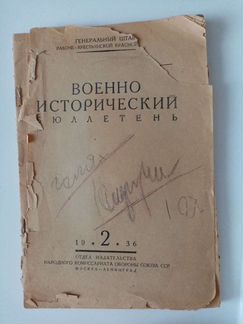 ГЕНЕРАЛЬНЫЙ ШТАБ
РАБОЧЕ-КРЕСТЬЯНСКОЙ КРАСНОЙ
ВОЕННО
ИСТОРИЧЕСКИЙ
БЮЛЛЕТЕНЬ
19 2 36
ОТДЕЛ ИЗДАТЕЛЬСТВА
НАРОДНОГО КОМИССАРИАТА ОБОРОНЫ СОЮЗА ССР
МОСКВА—ЛЕНИНГРАД